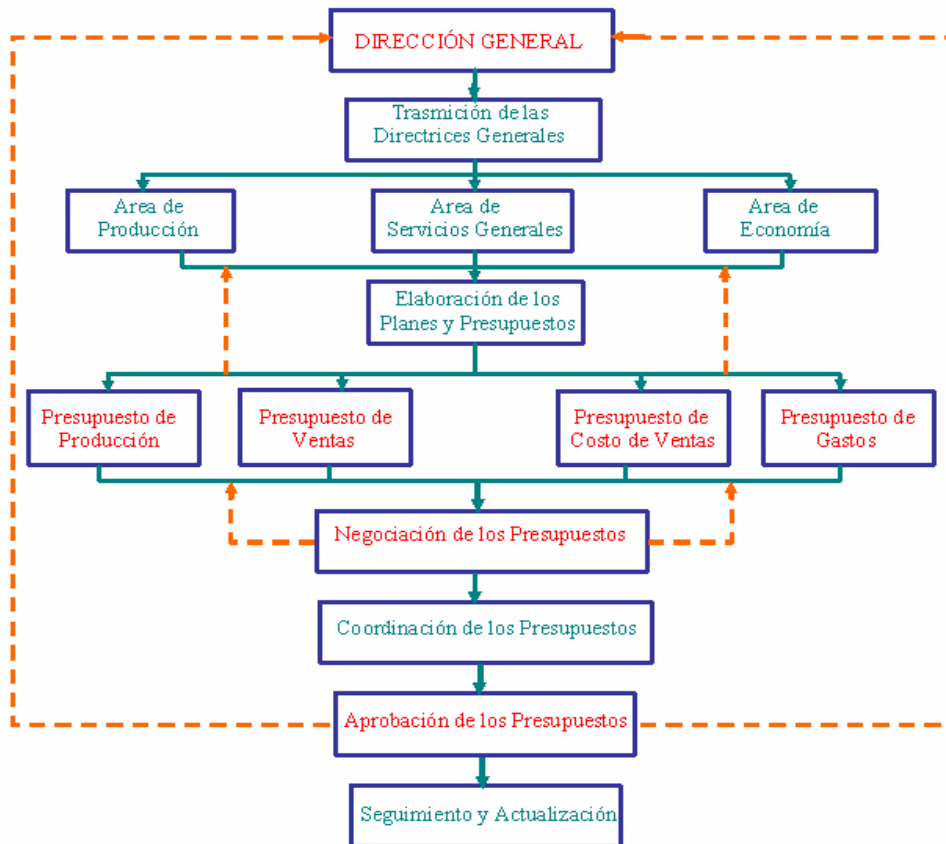 DIRECCIÓN GENERAL
Trasmición de las
Directrices Generales
Area de
Producción
Area de
Servicios Generales
Area de
Economía
Elaboración de los
Planes y Presupuestos
Presupuesto de
Producción
Presupuesto de
Ventas
Presupuesto de
Costo de Ventas
Presupuesto de
Gastos
Negociación de los Presupuestos
Coordinación de los Presupuestos
Aprobación de los Presupuestos
Seguimiento y Actualización